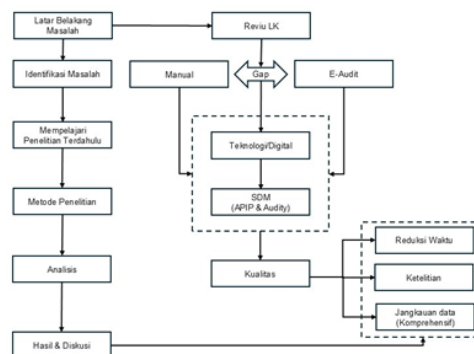 Latar Belakang
Masalah
Reviu LK
Identifikasi Masalah
Manual
Gap
E-Audit
Mempelajari
Penelitian Terdahulu
Teknologi/Digital
Metode Penelitian
SDM
(APIP & Audity)
Analisis
Kualitas
Reduksi Waktu
Ketelitian
Jangkauan data
(Komprehensif)
Hasil & Diskusi